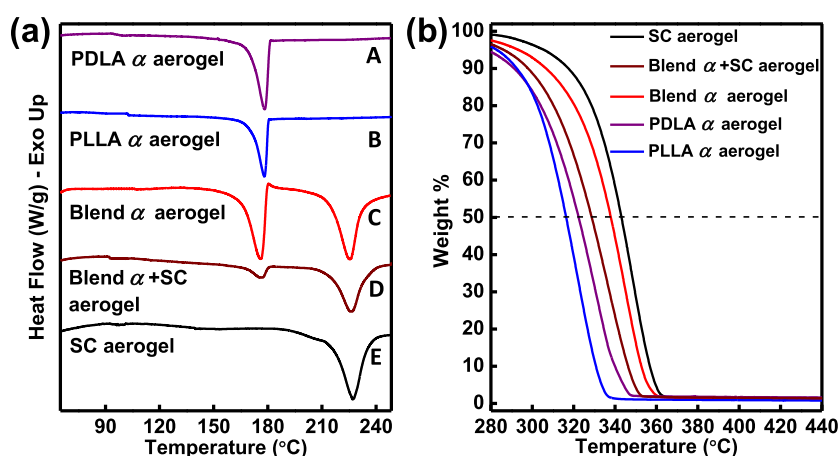 (a)
PDLA α aerogel
A
PLLA α aerogel
B
Blend α aerogel
C
Blend α +SC
aerogel
D
SC aerogel
E
Heat Flow (W/g) - Exo Up
90 120 150 180 210 240
Temperature (°C)
(b)
SC aerogel
Blend α +SC aerogel
Blend α aerogel
PDLA α aerogel
PLLA α aerogel
Weight %
100
90
80
70
60
50
40
30
20
10
0
280 300 320 340 360 380 400 420 440
Temperature (°C)